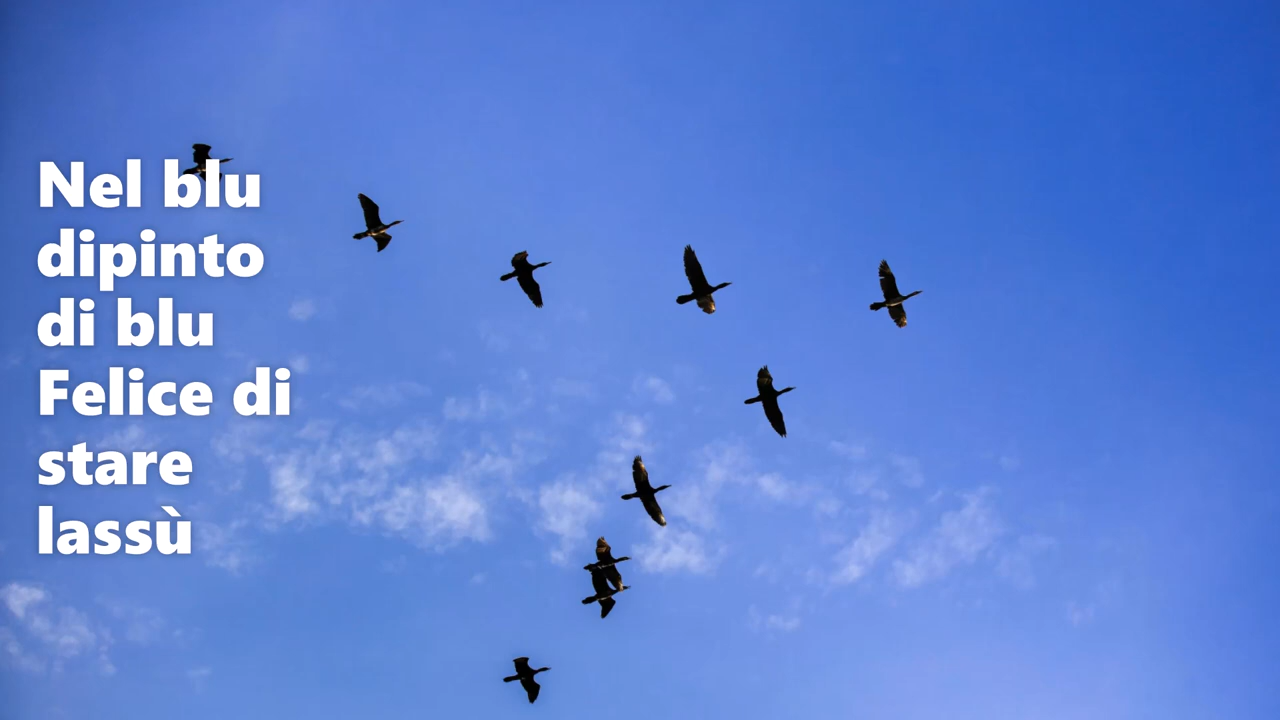 Nel blu
dipinto
di blu
Felice di
stare
lassù